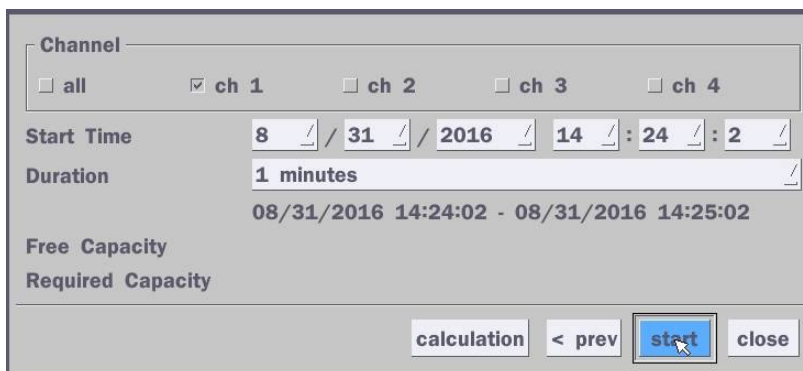 Channel
all ch 1 ch 2 ch 3 ch 4
Start Time 8 / 31 / 2016 14 : 24 : 2
Duration 1 minutes
08/31/2016 14:24:02 - 08/31/2016 14:25:02
Free Capacity
Required Capacity
calculation < prev start close